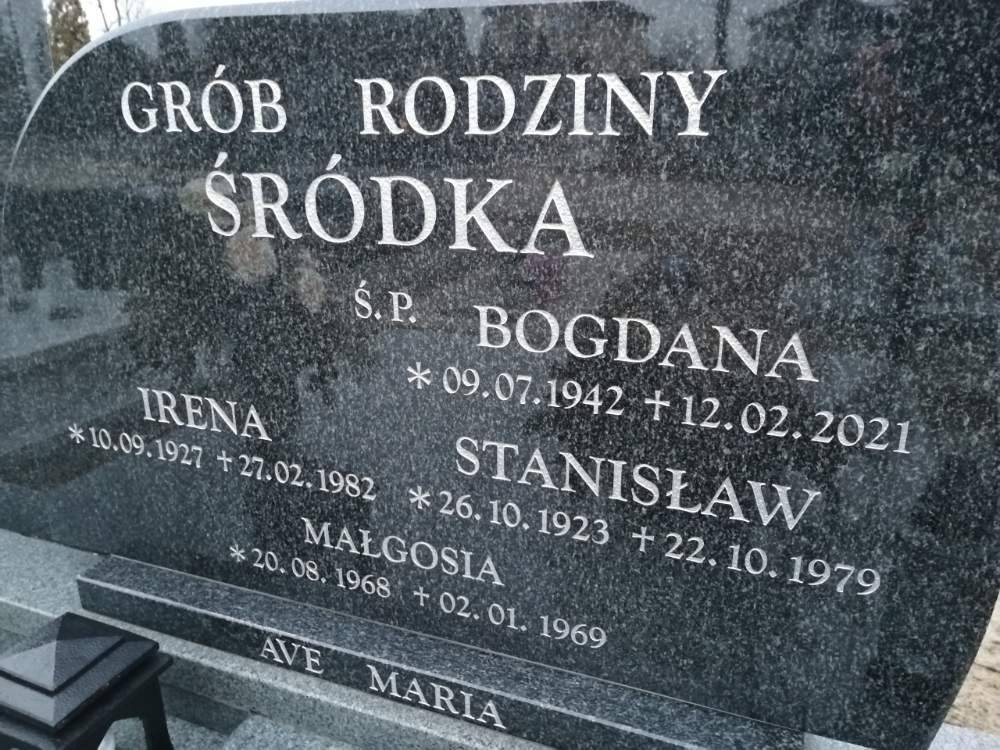 GRÓB RODZINY
ŚRÓDKA
Ś.P. BOGDANA
* 09.07.1942 + 12.02.2021
IRENA
* 10.09.1927 + 27.02.1982
STANISŁAW
* 26.10.1923 + 22.10.1979
MAŁGOSIA
* 20.08.1968 + 02.01.1969
AVE MARIA